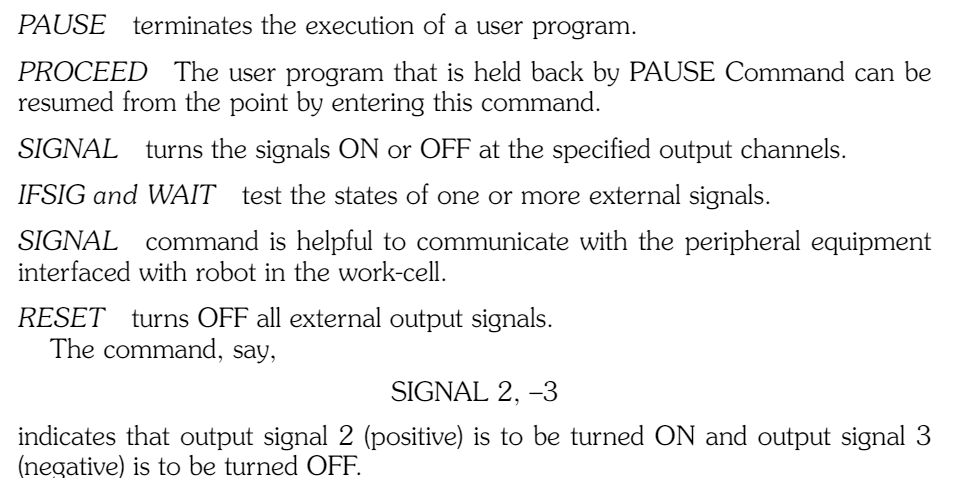 PAUSE terminates the execution of a user program.
PROCEED The user program that is held back by PAUSE Command can be
resumed from the point by entering this command.
SIGNAL turns the signals ON or OFF at the specified output channels.
IFSIG and WAIT test the states of one or more external signals.
SIGNAL command is helpful to communicate with the peripheral equipment
interfaced with robot in the work-cell.
RESET turns OFF all external output signals.
The command, say,
SIGNAL 2, –3
indicates that output signal 2 (positive) is to be turned ON and output signal 3
(negative) is to be turned OFF.